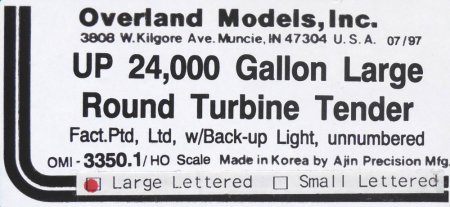 Overland Models, Inc.
3808 W. Kilgore Ave. Muncie, IN 47304 U. S. A. 07/97
UP 24,000 Gallon Large
Round Turbine Tender
Fact.Ptd, Ltd, w/Back-up Light, unnumbered
OMI - 3350.1/ HO Scale Made in Korea by Ajin Precision Mfg.
Large Lettered Small Lettered